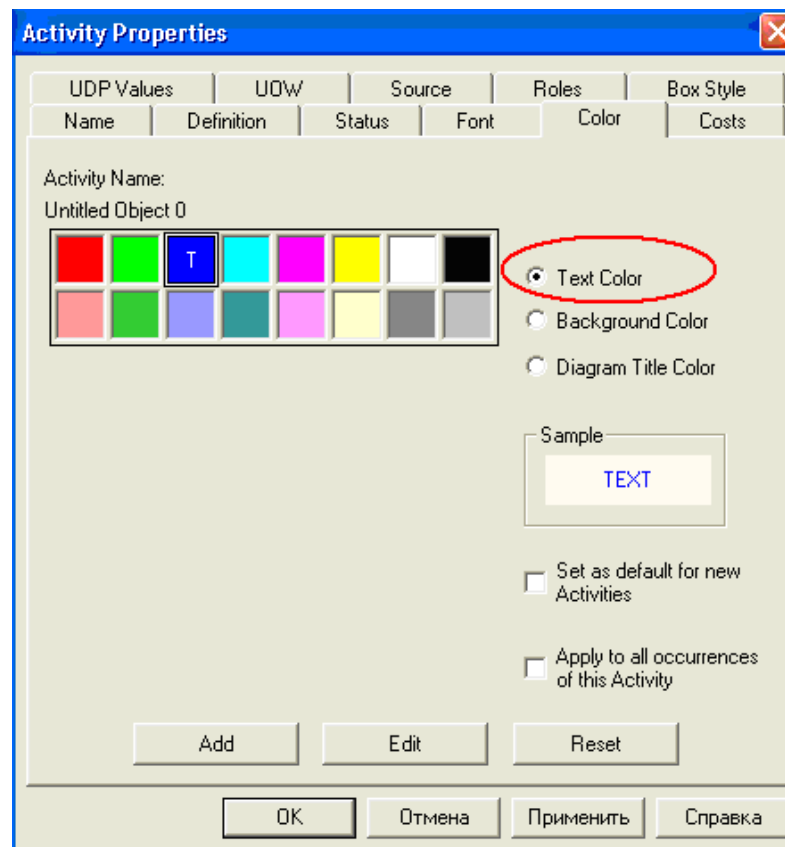 Activity Properties
UDP Values UOW Source Roles Box Style
Name Definition Status Font Color Costs
Activity Name:
Untitled Object 0
T
Text Color
Background Color
Diagram Title Color
Sample
TEXT
Set as default for new
Activities
Apply to all occurrences
of this Activity
Add Edit Reset
OK Отмена Применить Справка